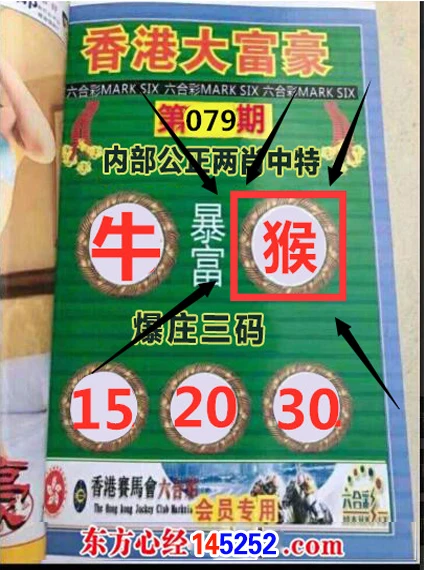 香港大富豪
六合彩MARK SIX 六合彩MARK SIX 六合彩MARK SIX
第079期
内部公正两肖中特
牛
暴富
猴
爆庄三码
15 20 30
香港賽馬會六合彩
The Hong Kong Jockey Club
会员专用
六合彩
豪
东方心经145252.com